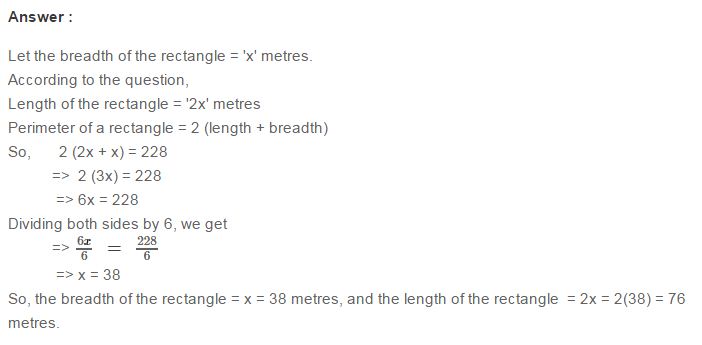 Answer :
Let the breadth of the rectangle = 'x' metres.
According to the question,
Length of the rectangle = '2x' metres
Perimeter of a rectangle = 2 (length + breadth)
So, 2 (2x + x) = 228
=> 2 (3x) = 228
=> 6x = 228
Dividing both sides by 6, we get
=> 6x/6 = 228/6
=> x = 38
So, the breadth of the rectangle = x = 38 metres, and the length of the rectangle = 2x = 2(38) = 76
metres.